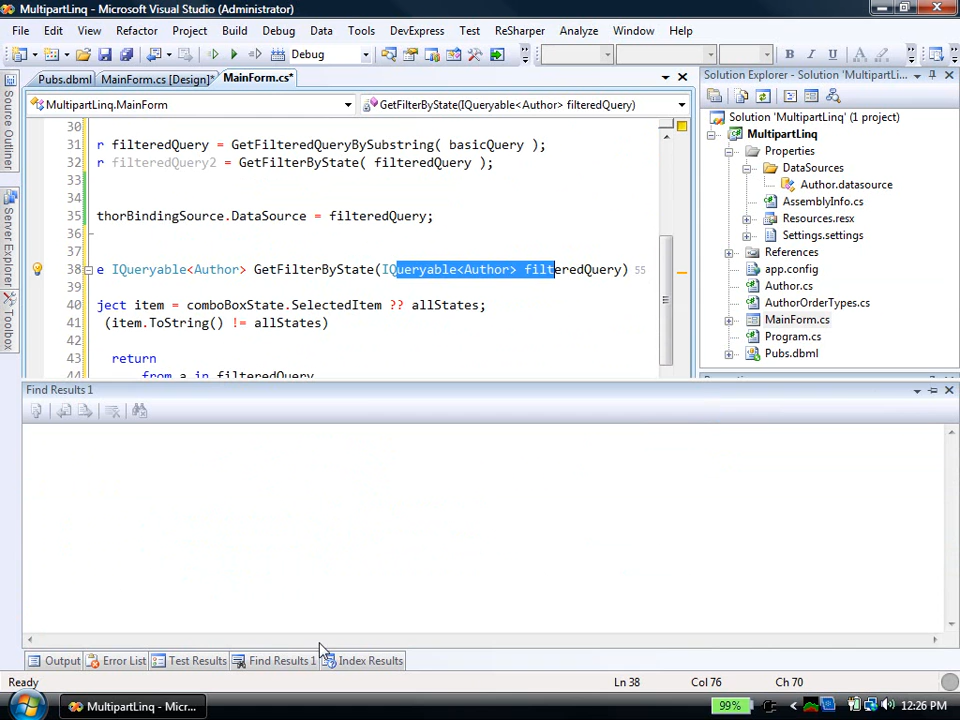 MultipartLinq - Microsoft Visual Studio (Administrator)
File Edit View Refactor Project Build Debug Data Tools DevExpress Test ReSharper Analyze Window Help
Debug
Pubs.dbml MainForm.cs [Design]* MainForm.cs*
MultipartLinq.MainForm GetFilterByState(IQueryable<Author> filteredQuery)
30
31 r filteredQuery = GetFilteredQueryBySubstring( basicQuery );
32 r filteredQuery2 = GetFilterByState( filteredQuery );
33
34
35 thorBindingSource.DataSource = filteredQuery;
36
37
38 e IQueryable<Author> GetFilterByState(IQueryable<Author> filteredQuery) 55
39
40 ject item = comboBoxState.SelectedItem ?? allStates;
41 (item.ToString() != allStates)
42
43 return
44 from a in filteredQuery
Source Outliner
Server Explorer
Toolbox
Solution Explorer - Solution 'MultipartLi...
Solution 'MultipartLinq' (1 project)
MultipartLinq
Properties
DataSources
Author.datasource
AssemblyInfo.cs
Resources.resx
Settings.settings
References
app.config
Author.cs
AuthorOrderTypes.cs
MainForm.cs
Program.cs
Pubs.dbml
Find Results 1
Output Error List Test Results Find Results 1 Index Results
Ready Ln 38 Col 76 Ch 70
MultipartLinq - Micr... 99% 12:26 PM